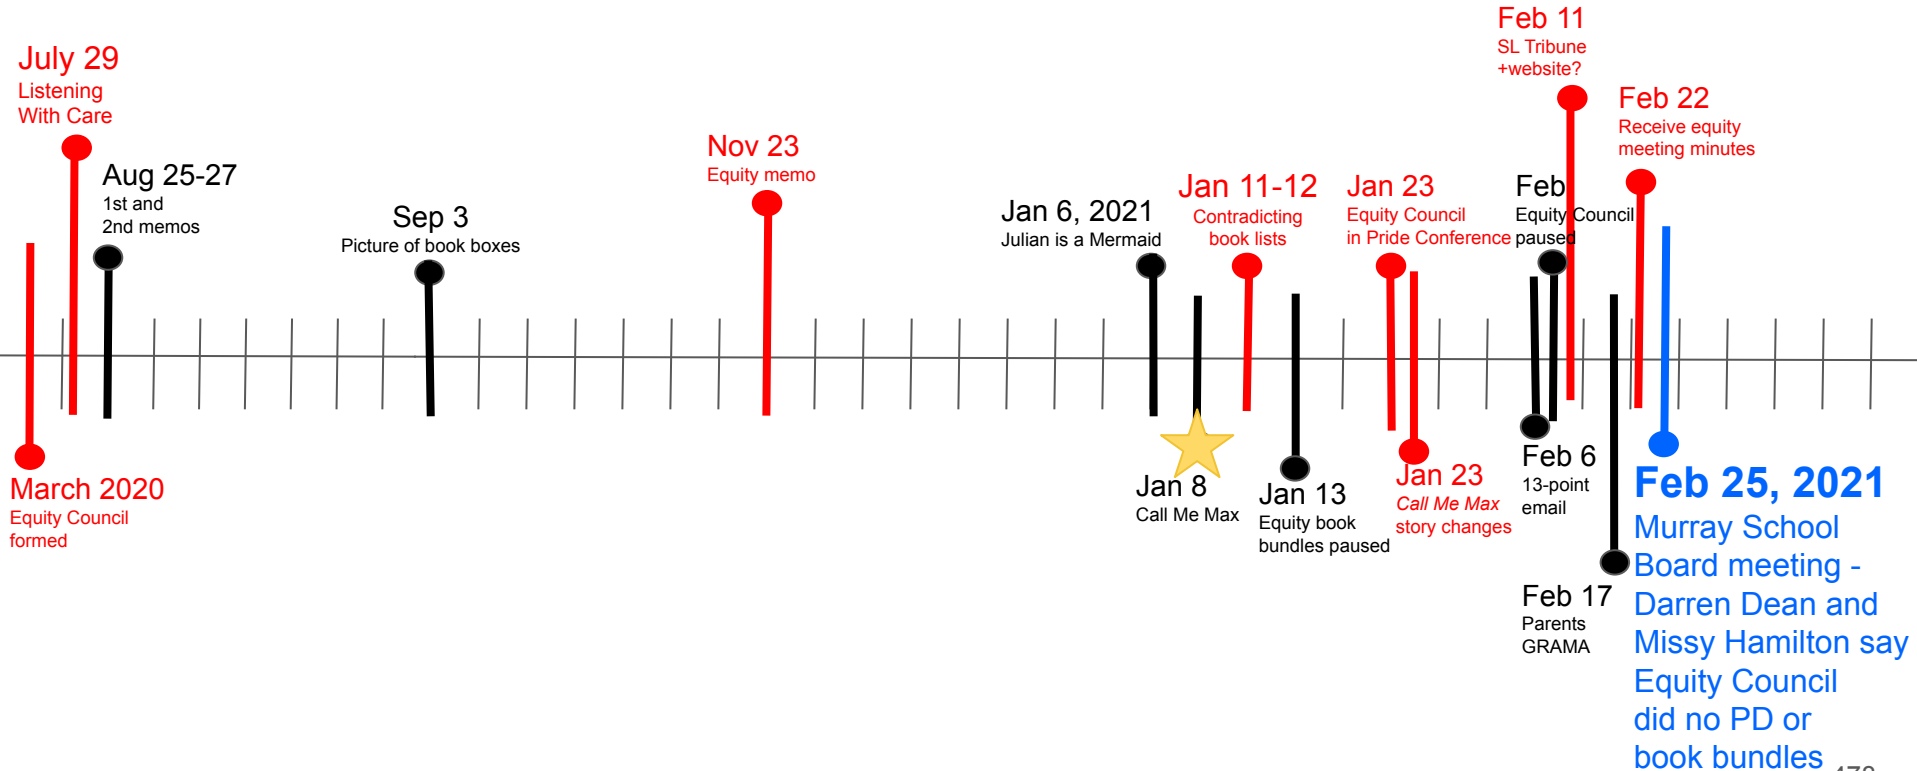 July 29
Listening
With Care
Aug 25-27
1st and
2nd memos
Sep 3
Picture of book boxes
Nov 23
Equity memo
Jan 6, 2021
Julian is a Mermaid
Jan 11-12
Contradicting
book lists
Jan 23
Equity Council
in Pride Conference
Feb
Equity Council
paused
Feb 11
SL Tribune
+website?
Feb 22
Receive equity
meeting minutes
March 2020
Equity Council
formed
Jan 8
Call Me Max
Jan 13
Equity book
bundles paused
Jan 23
Call Me Max
story changes
Feb 6
13-point
email
Feb 17
Parents
GRAMA
Feb 25, 2021
Murray School
Board meeting -
Darren Dean and
Missy Hamilton say
Equity Council
did no PD or
book bundles